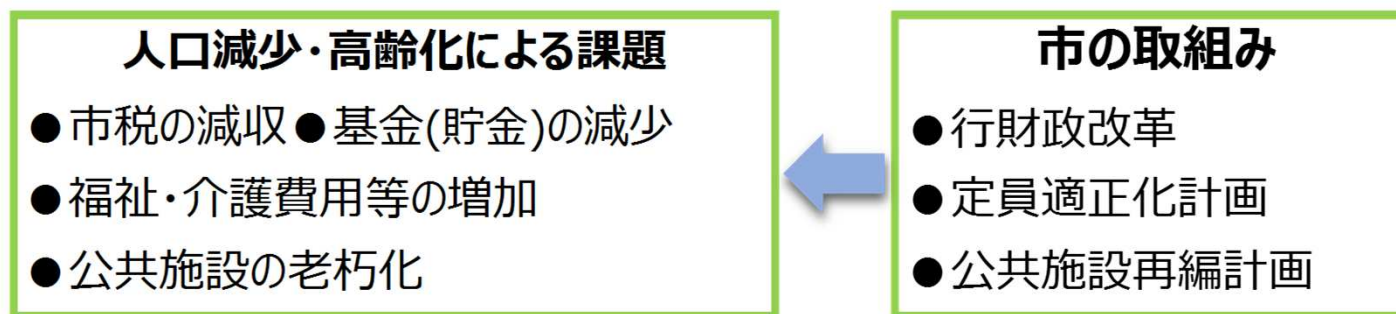 人口減少・高齢化による課題
●市税の減収●基金(貯金)の減少
●福祉・介護費用等の増加
●公共施設の老朽化
市の取組み
●行財政改革
●定員適正化計画
●公共施設再編計画